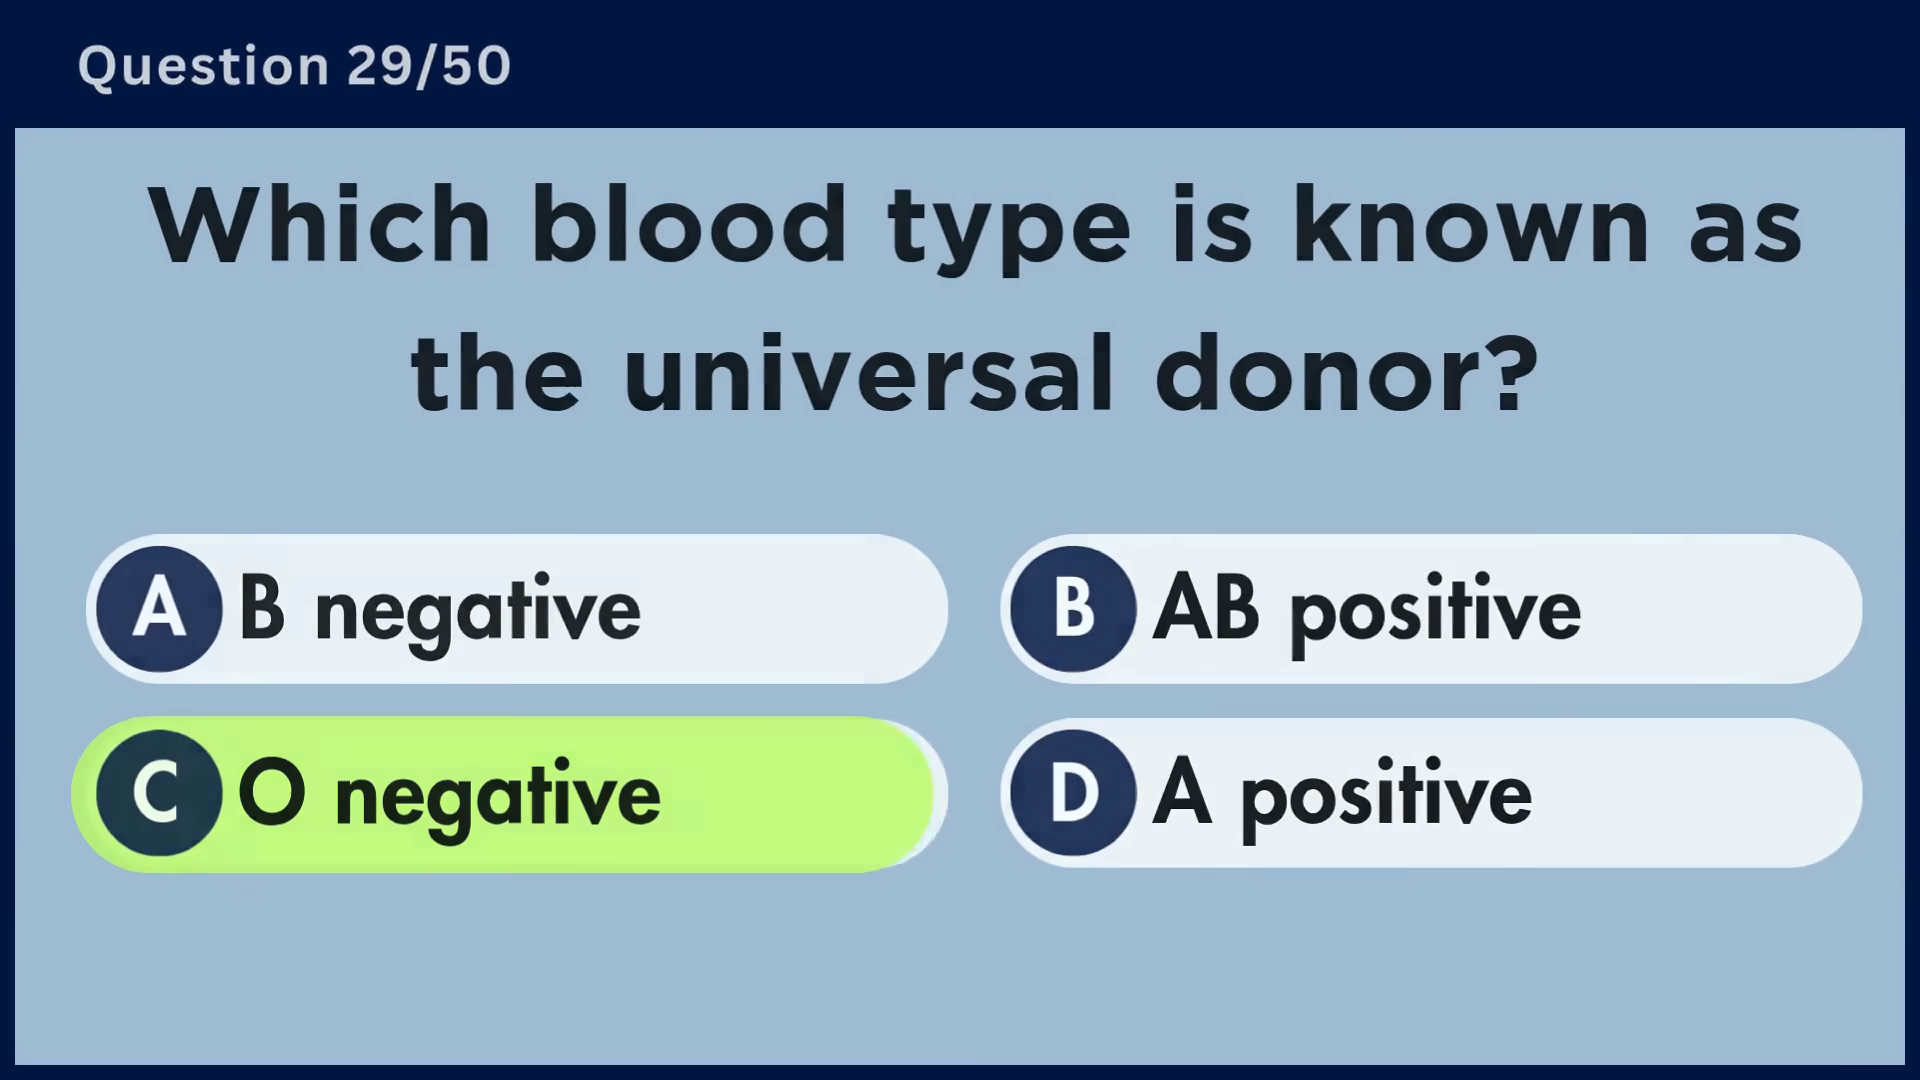 Question 29/50
Which blood type is known as
the universal donor?
A B negative
B AB positive
C O negative
D A positive